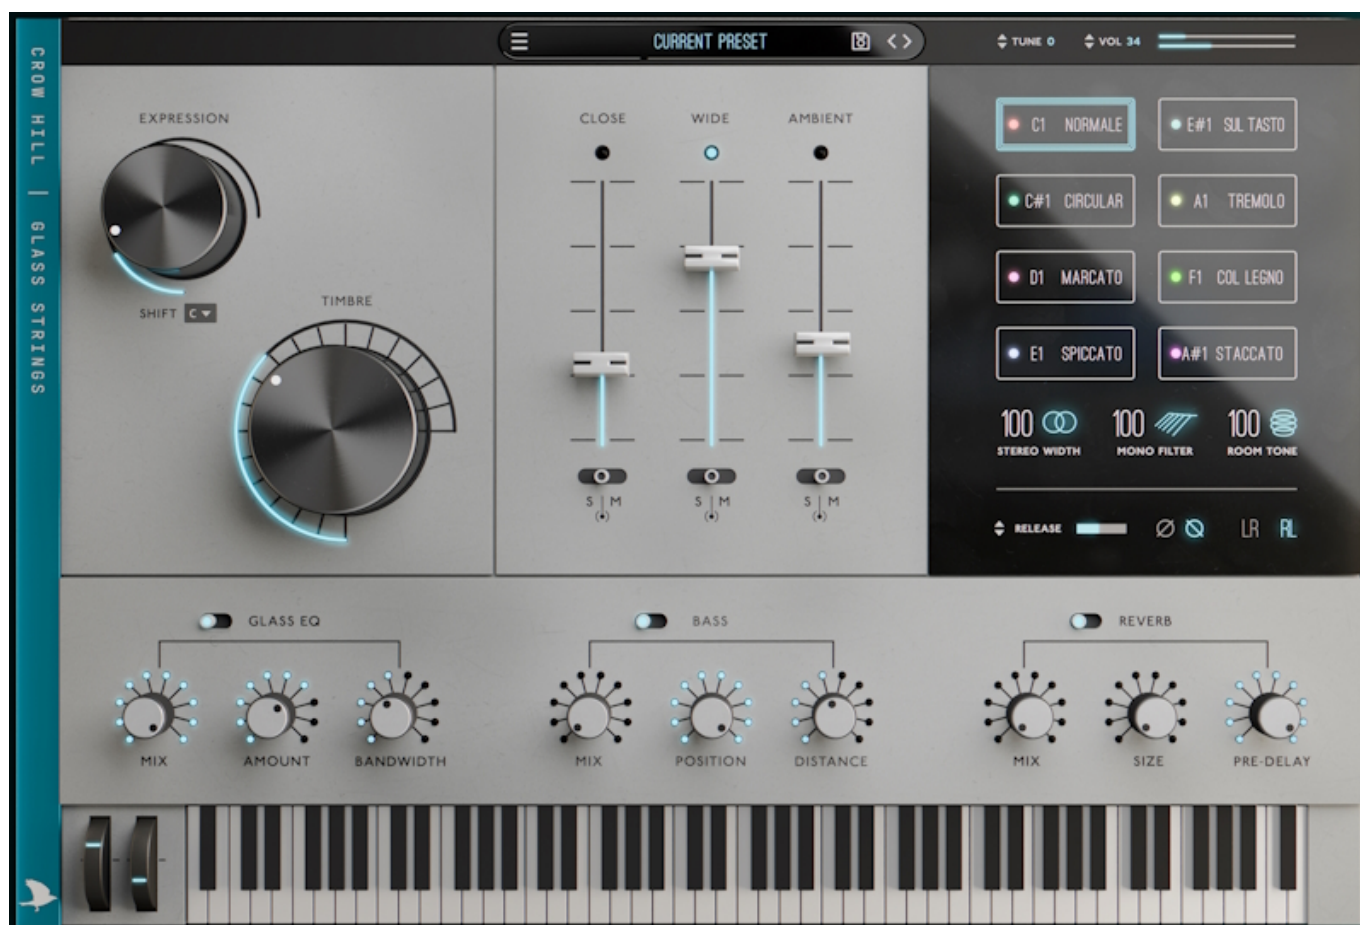 CROW HILL | GLASS STRINGS
CURRENT PRESET
TUNE 0
VOL 34
EXPRESSION
SHIFT C
TIMBRE
CLOSE
WIDE
AMBIENT
S | M
S | M
S | M
C1 NORMALE
E#1 SUL TASTO
C#1 CIRCULAR
A1 TREMOLO
D1 MARCATO
F1 COL LEGNO
E1 SPICCATO
A#1 STACCATO
100
STEREO WIDTH
100
MONO FILTER
100
ROOM TONE
RELEASE
LR
RL
GLASS EQ
MIX
AMOUNT
BANDWIDTH
BASS
MIX
POSITION
DISTANCE
REVERB
MIX
SIZE
PRE-DELAY